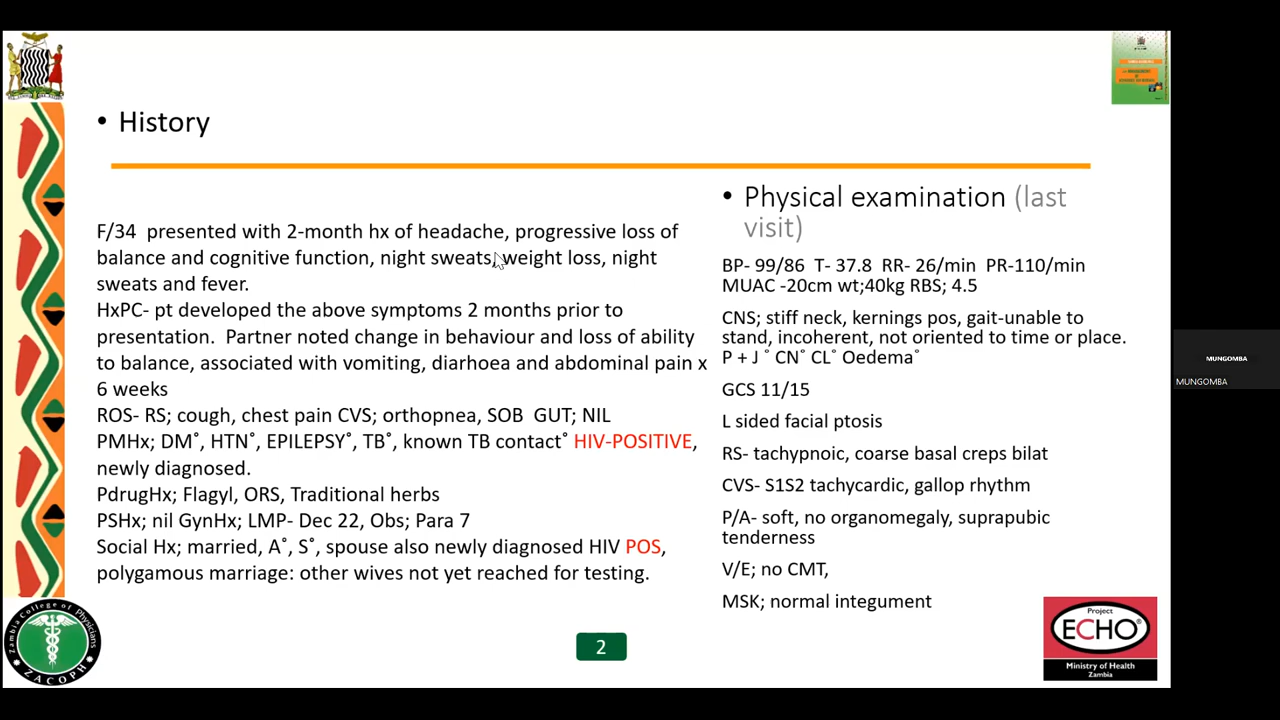 • History
F/34 presented with 2-month hx of headache, progressive loss of
balance and cognitive function, night sweats, weight loss, night
sweats and fever.
HxPC- pt developed the above symptoms 2 months prior to
presentation. Partner noted change in behaviour and loss of ability
to balance, associated with vomiting, diarhoea and abdominal pain x
6 weeks
ROS- RS; cough, chest pain CVS; orthopnea, SOB GUT; NIL
PMHx; DM˚, HTN˚, EPILEPSY˚, TB˚, known TB contact˚ HIV-POSITIVE,
newly diagnosed.
PdrugHx; Flagyl, ORS, Traditional herbs
PSHx; nil GynHx; LMP- Dec 22, Obs; Para 7
Social Hx; married, A˚, S˚, spouse also newly diagnosed HIV POS,
polygamous marriage: other wives not yet reached for testing.
• Physical examination (last
visit)
BP- 99/86 T- 37.8 RR- 26/min PR-110/min
MUAC -20cm wt;40kg RBS; 4.5
CNS; stiff neck, kernings pos, gait-unable to
stand, incoherent, not oriented to time or place.
P + J ˚ CN˚ CL˚ Oedema˚
GCS 11/15
L sided facial ptosis
RS- tachypnoic, coarse basal creps bilat
CVS- S1S2 tachycardic, gallop rhythm
P/A- soft, no organomegaly, suprapubic
tenderness
V/E; no CMT,
MSK; normal integument
2
Zambia College of Physicians
ZACOPH
Project
ECHO®
Ministry of Health
Zambia
MUNGOMBA
MUNGOMBA